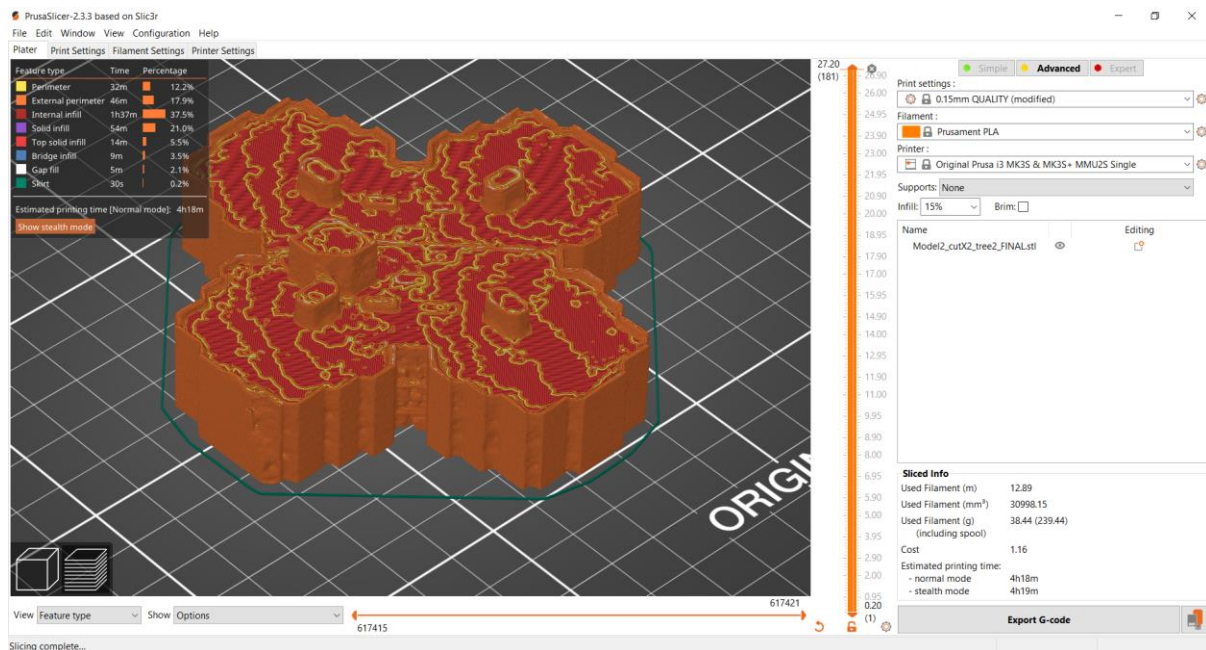 PrusaSlicer-2.3.3 based on Slic3r
File Edit Window View Configuration Help
Plater Print Settings Filament Settings Printer Settings
Feature type Time Percentage
Perimeter 32m 12.2%
External perimeter 46m 17.9%
Internal infill 1h37m 37.5%
Solid infill 54m 21.0%
Top solid infill 14m 5.5%
Bridge infill 9m 3.5%
Gap fill 5m 2.1%
Skirt 30s 0.2%
Estimated printing time [Normal mode]: 4h18m
Show stealth mode
ORIGIN
View Feature type Show Options
617421
617415
27.20
(181)
26.90
26.00
24.95
23.90
23.00
21.95
20.90
20.00
18.95
17.90
17.00
15.95
14.90
14.00
12.95
11.90
11.00
9.95
8.90
8.00
6.95
5.90
5.00
3.95
2.90
2.00
0.95
0.20
(1)
Simple Advanced Expert
Print settings :
0.15mm QUALITY (modified)
Filament :
Prusament PLA
Printer :
Original Prusa i3 MK3S & MK3S+ MMU2S Single
Supports: None
Infill: 15% Brim:
Name Editing
Model2_cutX2_tree2_FINAL.stl
Sliced Info
Used Filament (m) 12.89
Used Filament (mm³) 30998.15
Used Filament (g) 38.44 (239.44)
(including spool)
Cost 1.16
Estimated printing time:
- normal mode 4h18m
- stealth mode 4h19m
Export G-code
Slicing complete...